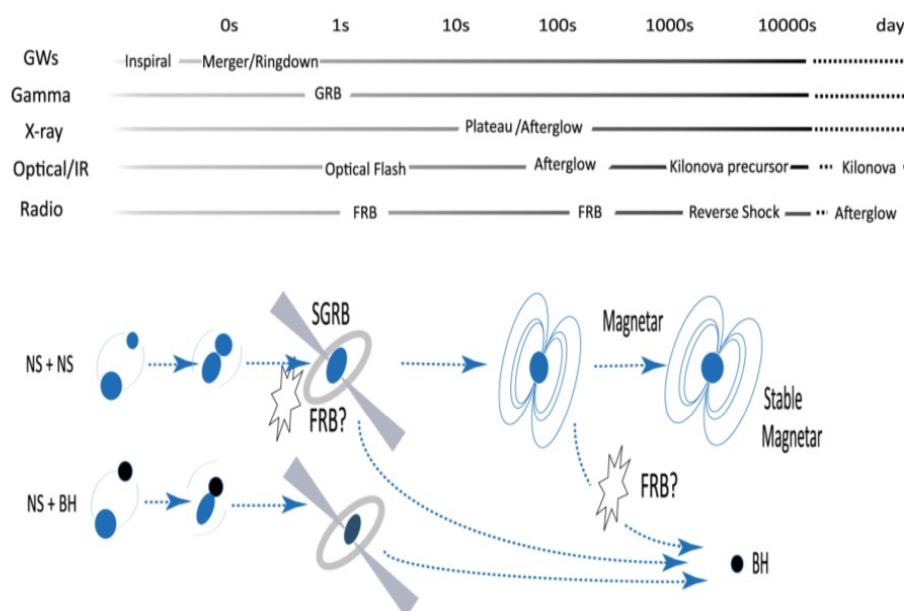 0s 1s 10s 100s 1000s 10000s day
GWs Inspiral Merger/Ringdown
Gamma GRB
X-ray Plateau /Afterglow
Optical/IR Optical Flash Afterglow Kilonova precursor Kilonova
Radio FRB FRB Reverse Shock Afterglow
SGRB
Magnetar
NS + NS
Stable
Magnetar
FRB?
FRB?
NS + BH
BH